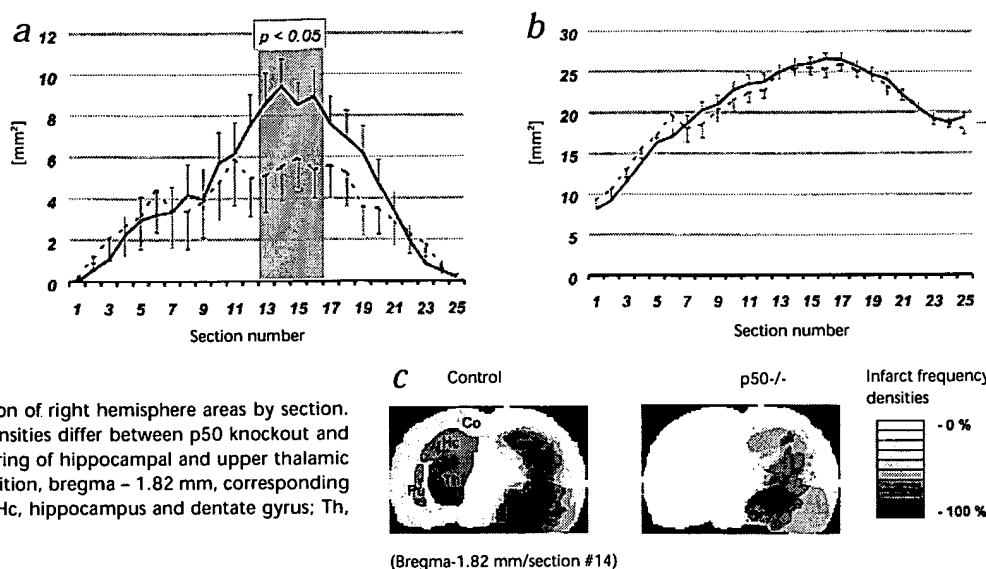 a
12
10
8
6
4
2
0
[mm²]
p < 0.05
1 3 5 7 9 11 13 15 17 19 21 23 25
Section number
b
30
25
20
15
10
5
0
[mm²]
1 3 5 7 9 11 13 15 17 19 21 23 25
Section number
on of right hemisphere areas by section.
nsities differ between p50 knockout and
ring of hippocampal and upper thalamic
ition, bregma – 1.82 mm, corresponding
Hc, hippocampus and dentate gyrus; Th,
c
Control
Co
Hc
Th
p50-/-
(Bregma-1.82 mm/section #14)
Infarct frequency
densities
- 0 %
- 100 %